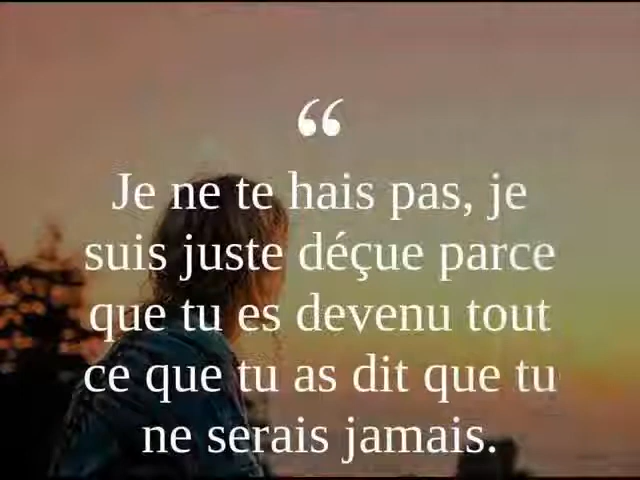 “
Je ne te hais pas, je
suis juste déçue parce
que tu es devenu tout
ce que tu as dit que tu
ne serais jamais.